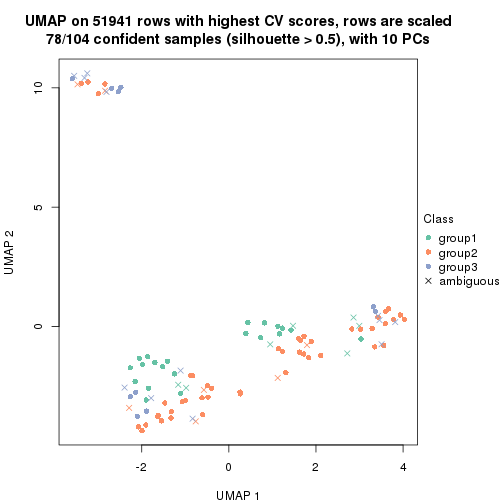 UMAP on 51941 rows with highest CV scores, rows are scaled
78/104 confident samples (silhouette > 0.5), with 10 PCs
10
5
0
UMAP 2
-2
0
2
4
UMAP 1
Class
group1
group2
group3
ambiguous